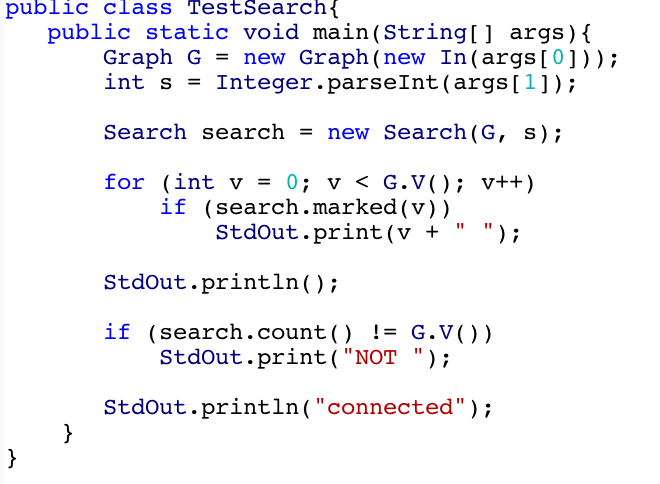 public class TestSearch{
public static void main(String[] args){
Graph G = new Graph(new In(args[0]));
int s = Integer.parseInt(args[1]);
Search search = new Search(G, s);
for (int v = 0; v < G.V(); v++)
if (search.marked(v))
StdOut.print(v + " ");
StdOut.println();
if (search.count() != G.V())
StdOut.print("NOT ");
StdOut.println("connected");
}
}